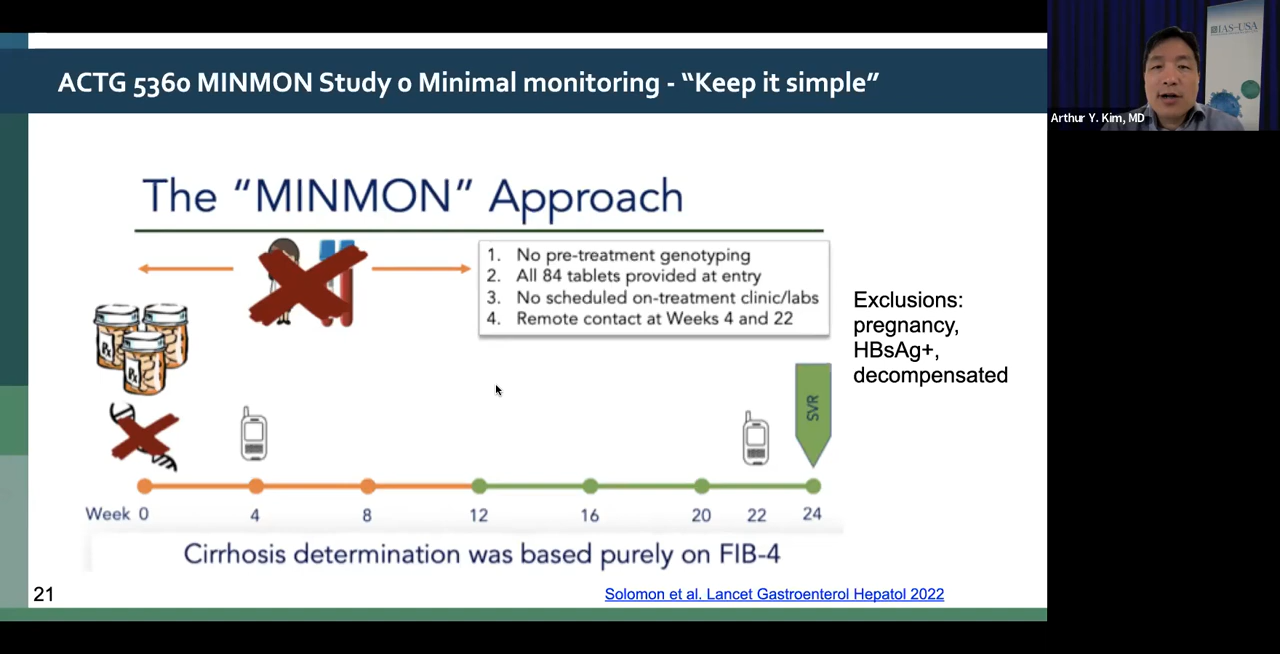 ACTG 5360 MINMON Study o Minimal monitoring - “Keep it simple”
IAS-USA
Arthur Y. Kim, MD
The “MINMON” Approach
1. No pre-treatment genotyping
2. All 84 tablets provided at entry
3. No scheduled on-treatment clinic/labs
4. Remote contact at Weeks 4 and 22
Exclusions:
pregnancy,
HBsAg+,
decompensated
Rx
Rx
Rx
SVR
Week 0 4 8 12 16 20 22 24
Cirrhosis determination was based purely on FIB-4
21
Solomon et al. Lancet Gastroenterol Hepatol 2022